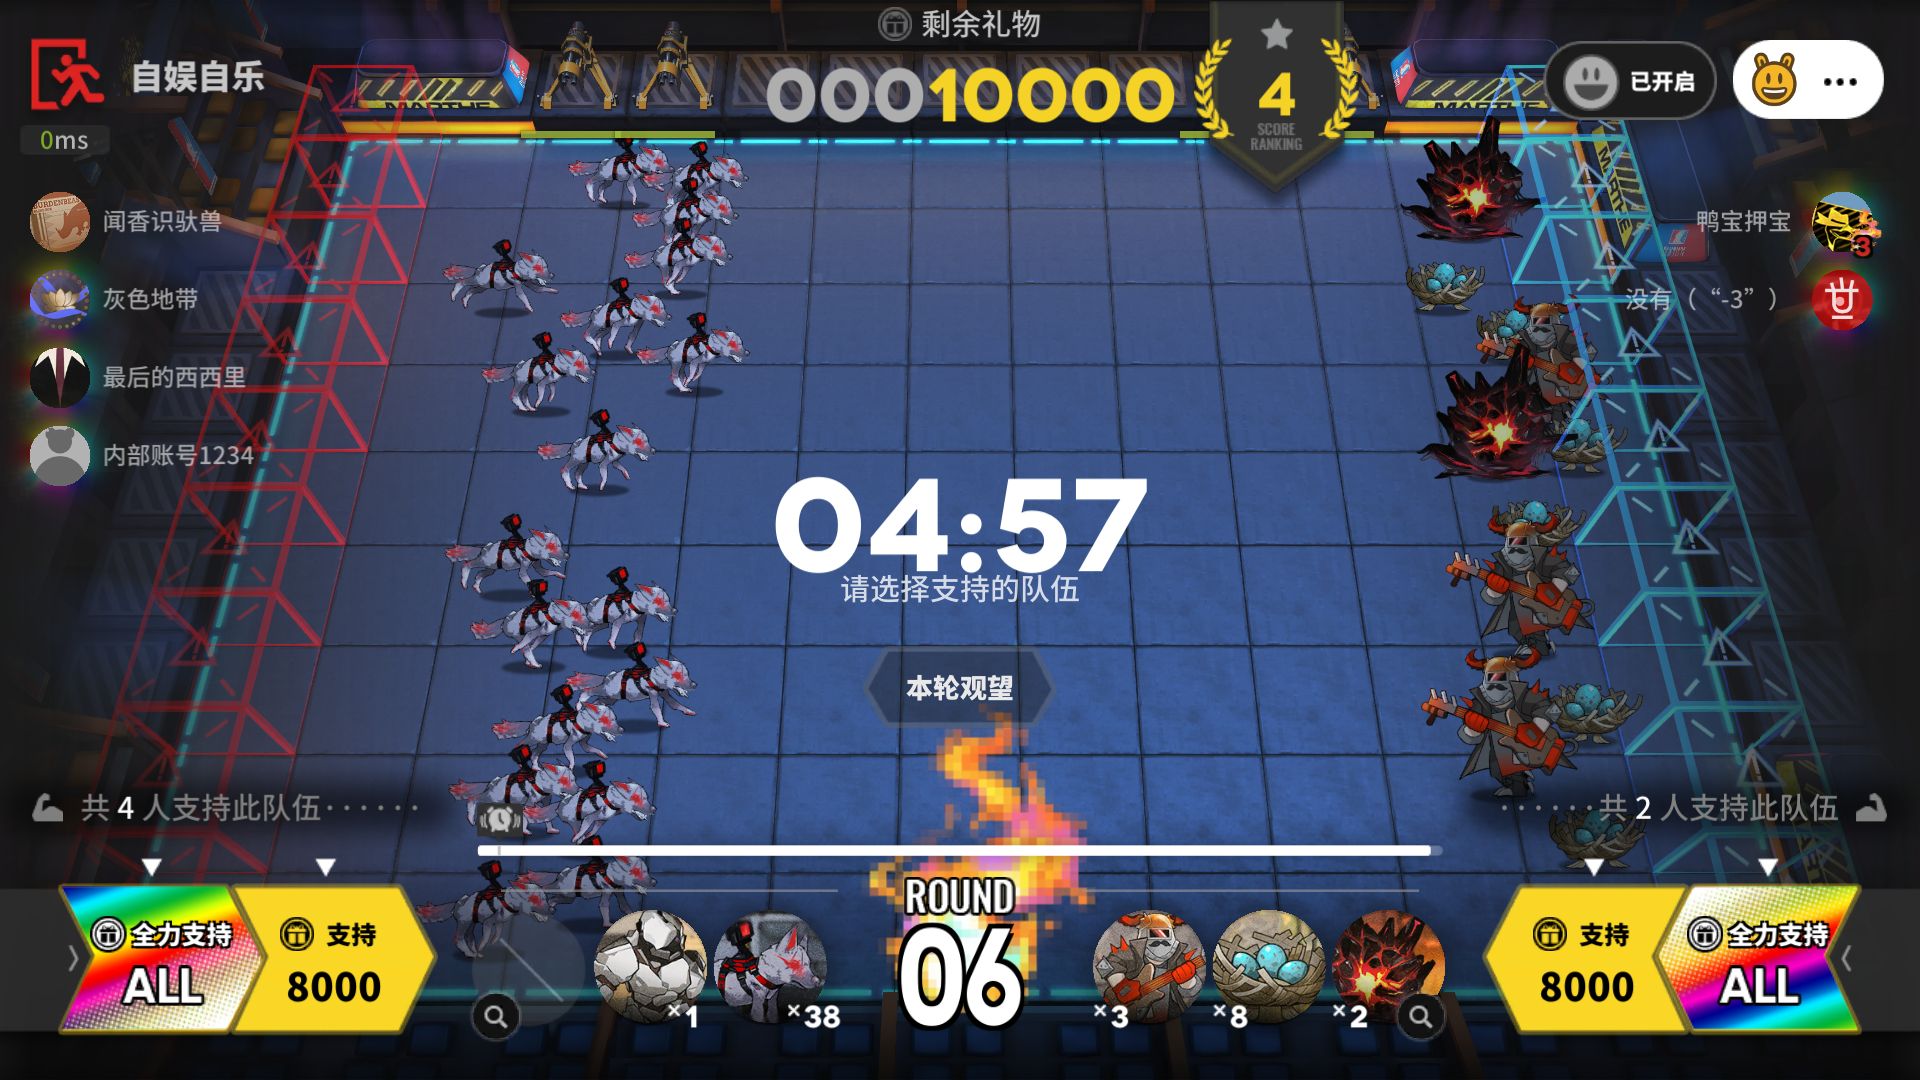 剩余礼物
自娱自乐
00010000
4
SCORE
RANKING
已开启
0ms
闻香识驮兽
灰色地带
最后的西西里
内部账号1234
鸭宝押宝
3
没有（“-3”）
04:57
请选择支持的队伍
本轮观望
共 4 人支持此队伍······
······共 2 人支持此队伍
全力支持
ALL
支持
8000
×1
×38
ROUND
06
×3
×8
×2
支持
8000
全力支持
ALL